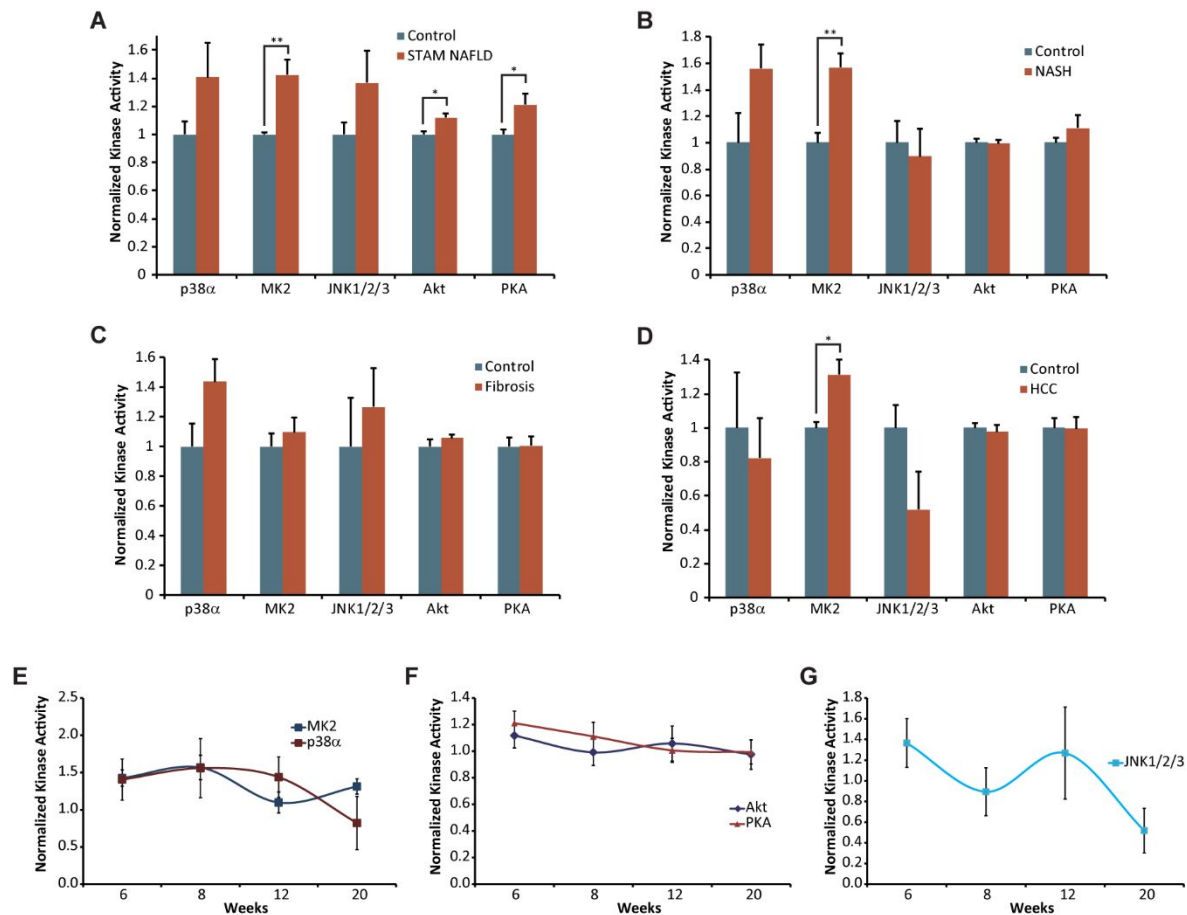 A
Normalized Kinase Activity
1.6
1.4
1.2
1
0.8
0.6
0.4
0.2
0
Control
STAM NAFLD
**
*
*
p38α MK2 JNK1/2/3 Akt PKA
B
Normalized Kinase Activity
1.8
1.6
1.4
1.2
1
0.8
0.6
0.4
0.2
0
Control
NASH
**
p38α MK2 JNK1/2/3 Akt PKA
C
Normalized Kinase Activity
1.6
1.4
1.2
1
0.8
0.6
0.4
0.2
0
Control
Fibrosis
p38α MK2 JNK1/2/3 Akt PKA
D
Normalized Kinase Activity
1.4
1.2
1
0.8
0.6
0.4
0.2
0
Control
HCC
*
p38α MK2 JNK1/2/3 Akt PKA
E
Normalized Kinase Activity
2.5
2.0
1.5
1.0
0.5
0.0
MK2
p38α
6 8 12 20
Weeks
F
Normalized Kinase Activity
1.4
1.2
1.0
0.8
0.6
0.4
0.2
0.0
Akt
PKA
6 8 12 20
Weeks
G
Normalized Kinase Activity
1.8
1.6
1.4
1.2
1.0
0.8
0.6
0.4
0.2
0.0
JNK1/2/3
6 8 12 20
Weeks